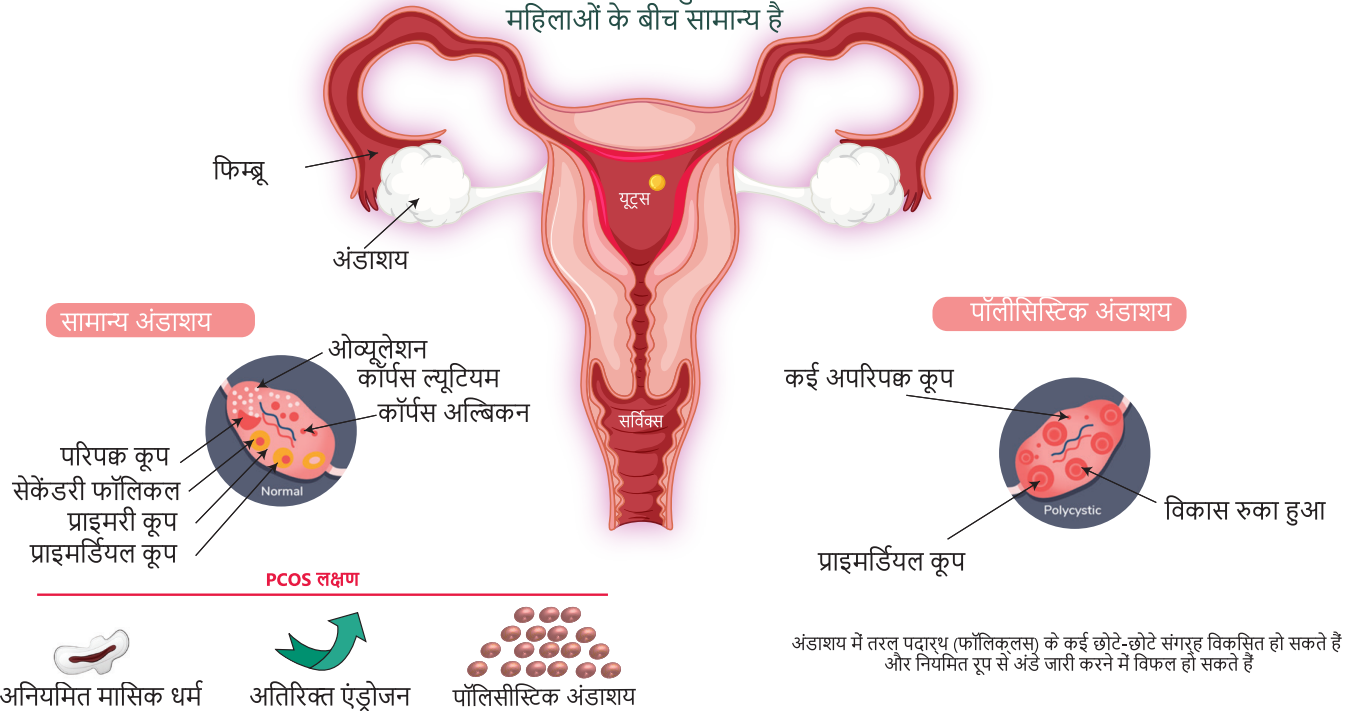 महिलाओं के बीच सामान्य है
फिम्ब्रू
यूट्रस
अंडाशय
सामान्य अंडाशय
ओव्यूलेशन
कॉर्पस ल्यूटियम
कॉर्पस अल्बिकन
परिपक्व कूप
सेकेंडरी फॉलिकल
प्राइमरी कूप
प्राइमर्डियल कूप
Normal
सर्विक्स
पॉलीसिस्टिक अंडाशय
कई अपरिपक्व कूप
विकास रुका हुआ
प्राइमर्डियल कूप
Polycystic
PCOS लक्षण
अनियमित मासिक धर्म
अतिरिक्त एंड्रोजन
पॉलिसीस्टिक अंडाशय
अंडाशय में तरल पदार्थ (फॉलिकल्स) के कई छोटे-छोटे संग्रह विकसित हो सकते हैं
और नियमित रूप से अंडे जारी करने में विफल हो सकते हैं